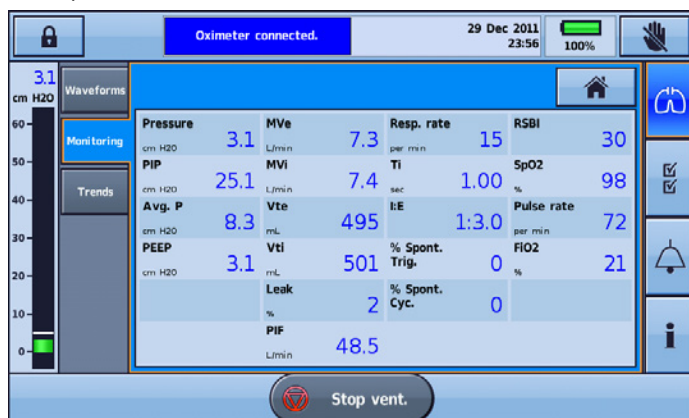 Oximeter connected.
29 Dec 2011
23:56
100%
3.1
cm H2O
60
50
40
30
20
10
0
Waveforms
Monitoring
Trends
Pressure
cm H2O
3.1
MVe
L/min
7.3
Resp. rate
per min
15
RSBI
30
PIP
cm H2O
25.1
MVi
L/min
7.4
Ti
sec
1.00
SpO2
%
98
Avg. P
cm H2O
8.3
Vte
mL
495
I:E
1:3.0
Pulse rate
per min
72
PEEP
cm H2O
3.1
Vti
mL
501
% Spont.
Trig.
0
FiO2
%
21
Leak
%
2
% Spont.
Cyc.
0
PIF
L/min
48.5
Stop vent.